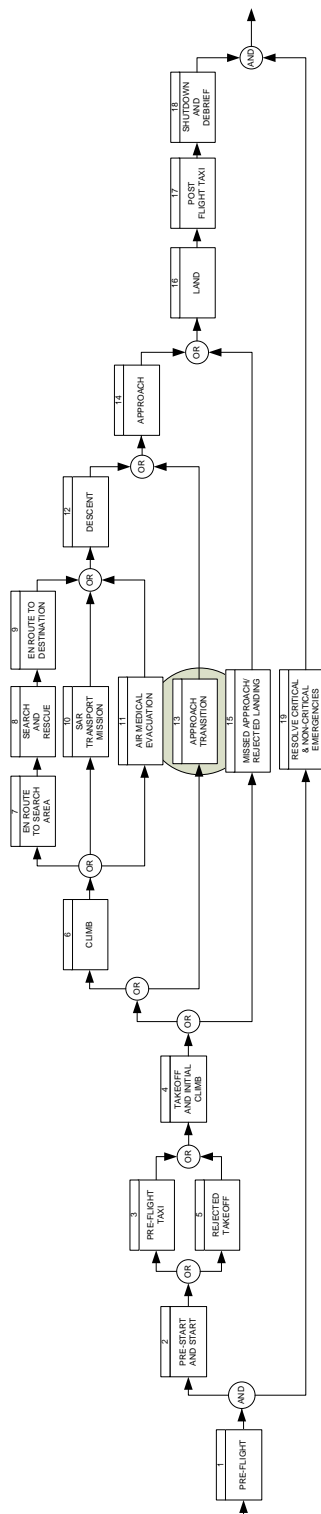 1
PRE-FLIGHT
AND
2
PRE-START
AND START
OR
3
PRE-FLIGHT
TAXI
5
REJECTED
TAKEOFF
OR
4
TAKEOFF
AND INITIAL
CLIMB
OR
OR
6
CLIMB
OR
7
EN ROUTE
TO SEARCH
AREA
8
SEARCH
AND
RESCUE
9
EN ROUTE TO
DESTINATION
10
SAR
TRANSPORT
MISSION
11
AIR MEDICAL
EVACUATION
OR
12
DESCENT
13
APPROACH
TRANSITION
OR
14
APPROACH
15
MISSED APPROACH/
REJECTED LANDING
OR
16
LAND
17
POST
FLIGHT TAXI
18
SHUTDOWN
AND
DEBRIEF
19
RESOLVE CRITICAL
& NON-CRITICAL
EMERGENCIES
AND